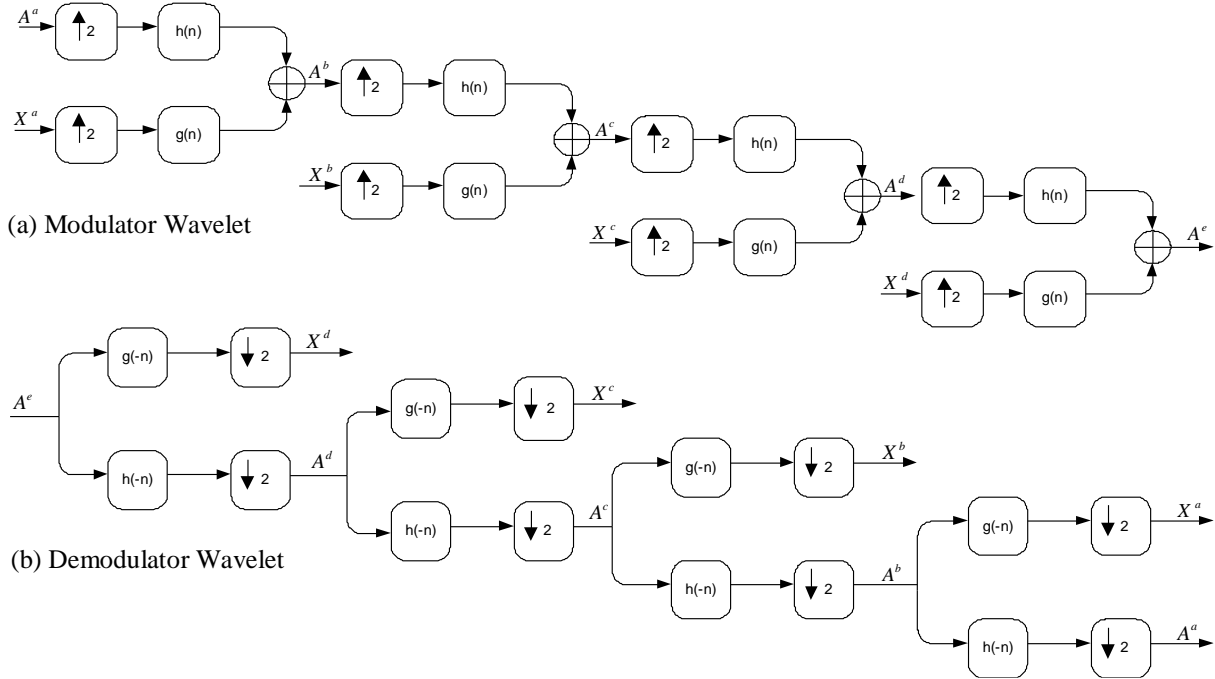 A^a
↑2
h(n)
A^b
↑2
h(n)
X^a
↑2
g(n)
A^c
↑2
h(n)
X^b
↑2
g(n)
A^d
↑2
h(n)
(a) Modulator Wavelet
X^c
↑2
g(n)
A^e
X^d
↑2
g(n)
g(-n)
↓2
X^d
A^e
g(-n)
↓2
X^c
h(-n)
↓2
A^d
g(-n)
↓2
X^b
h(-n)
↓2
A^c
g(-n)
↓2
X^a
(b) Demodulator Wavelet
h(-n)
↓2
A^b
h(-n)
↓2
A^a